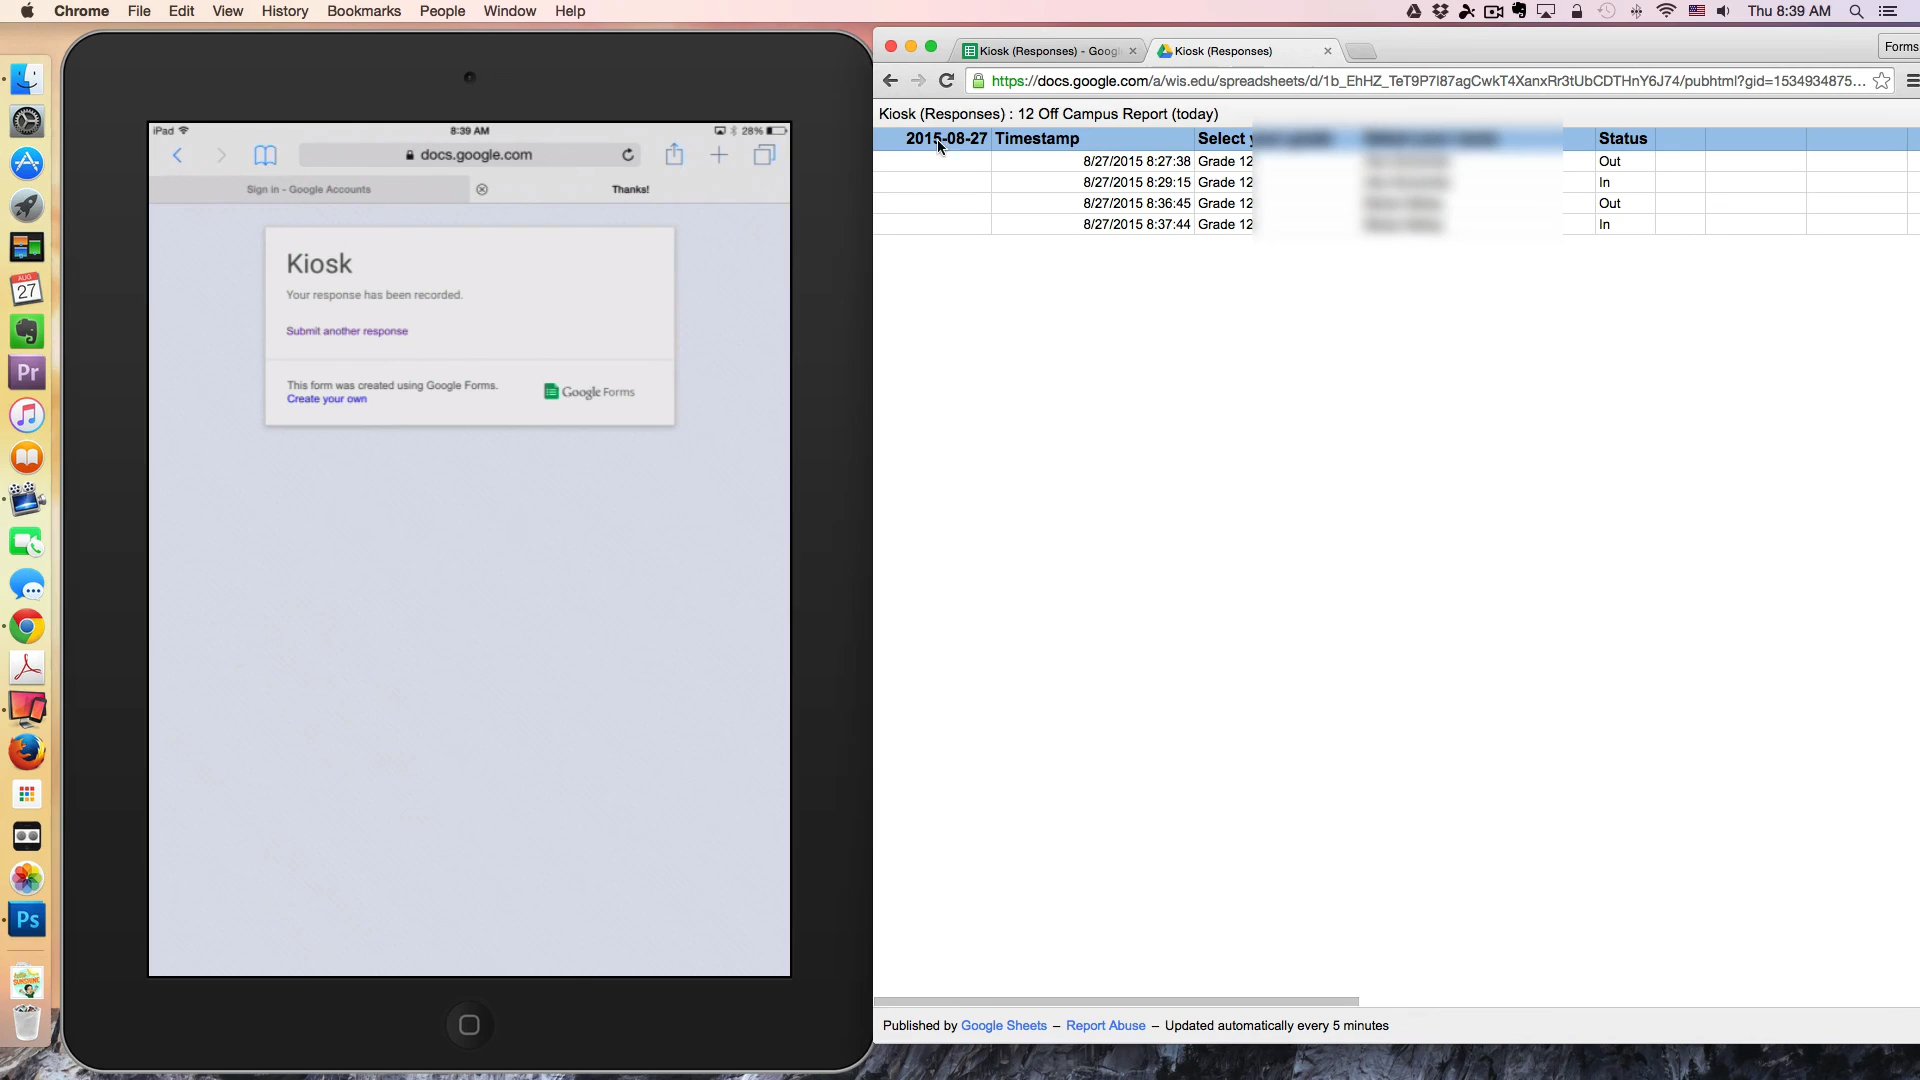 Chrome File Edit View History Bookmarks People Window Help
Thu 8:39 AM
AUG
27
Pr
Ps
iPad
8:39 AM
28%
docs.google.com
Sign in - Google Accounts
Thanks!
Kiosk
Your response has been recorded.
Submit another response
This form was created using Google Forms.
Create your own
Google Forms
Kiosk (Responses) - Goog
Kiosk (Responses)
Forms
https://docs.google.com/a/wis.edu/spreadsheets/d/1b_EhHZ_TeT9P7l87agCwkT4XanxRr3tUbCDTHnY6J74/pubhtml?gid=1534934875...
Kiosk (Responses) : 12 Off Campus Report (today)
2015-08-27 Timestamp Select Status
8/27/2015 8:27:38 Grade 12 Out
8/27/2015 8:29:15 Grade 12 In
8/27/2015 8:36:45 Grade 12 Out
8/27/2015 8:37:44 Grade 12 In
Published by Google Sheets – Report Abuse – Updated automatically every 5 minutes